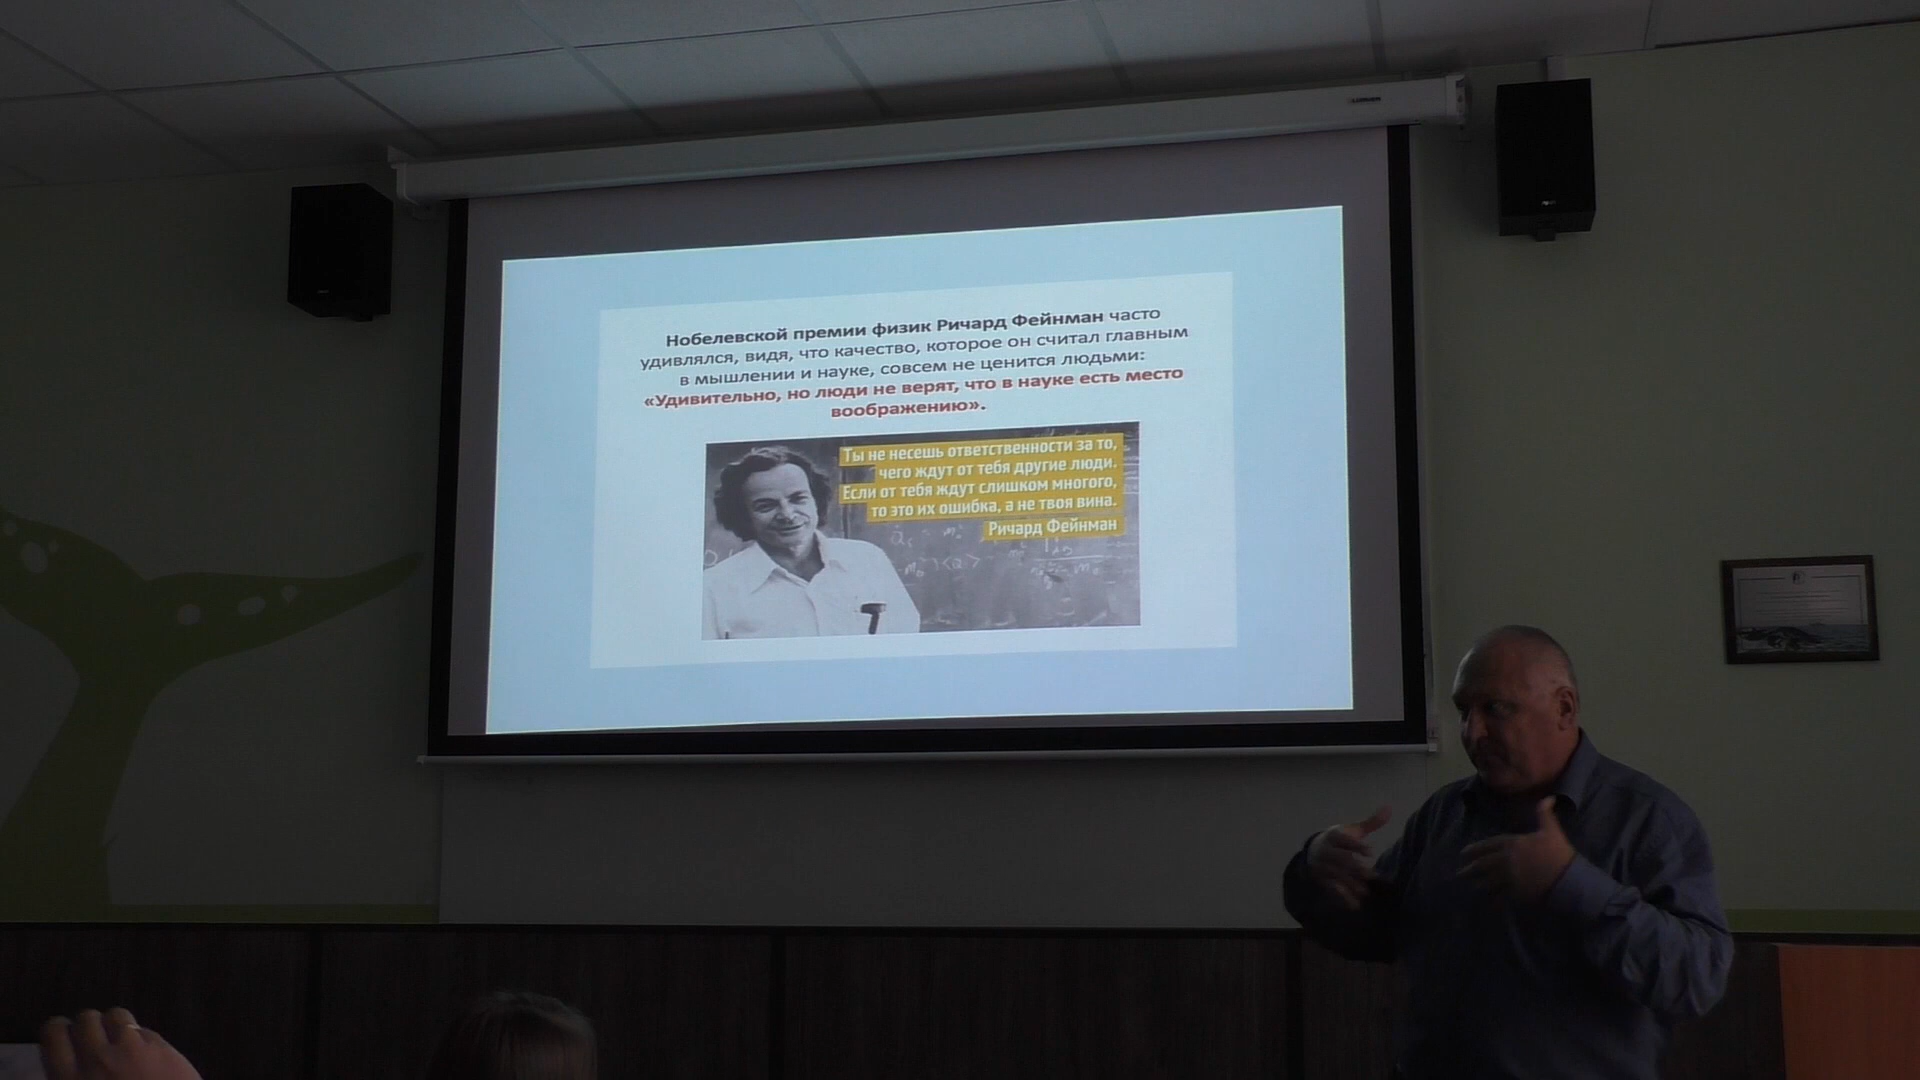 Нобелевской премии физик Ричард Фейнман часто
удивлялся, видя, что качество, которое он считал главным
в мышлении и науке, совсем не ценится людьми:
«Удивительно, но люди не верят, что в науке есть место
воображению».
Ты не несешь ответственности за то,
чего ждут от тебя другие люди.
Если от тебя ждут слишком многого,
то это их ошибка, а не твоя вина.
Ричард Фейнман